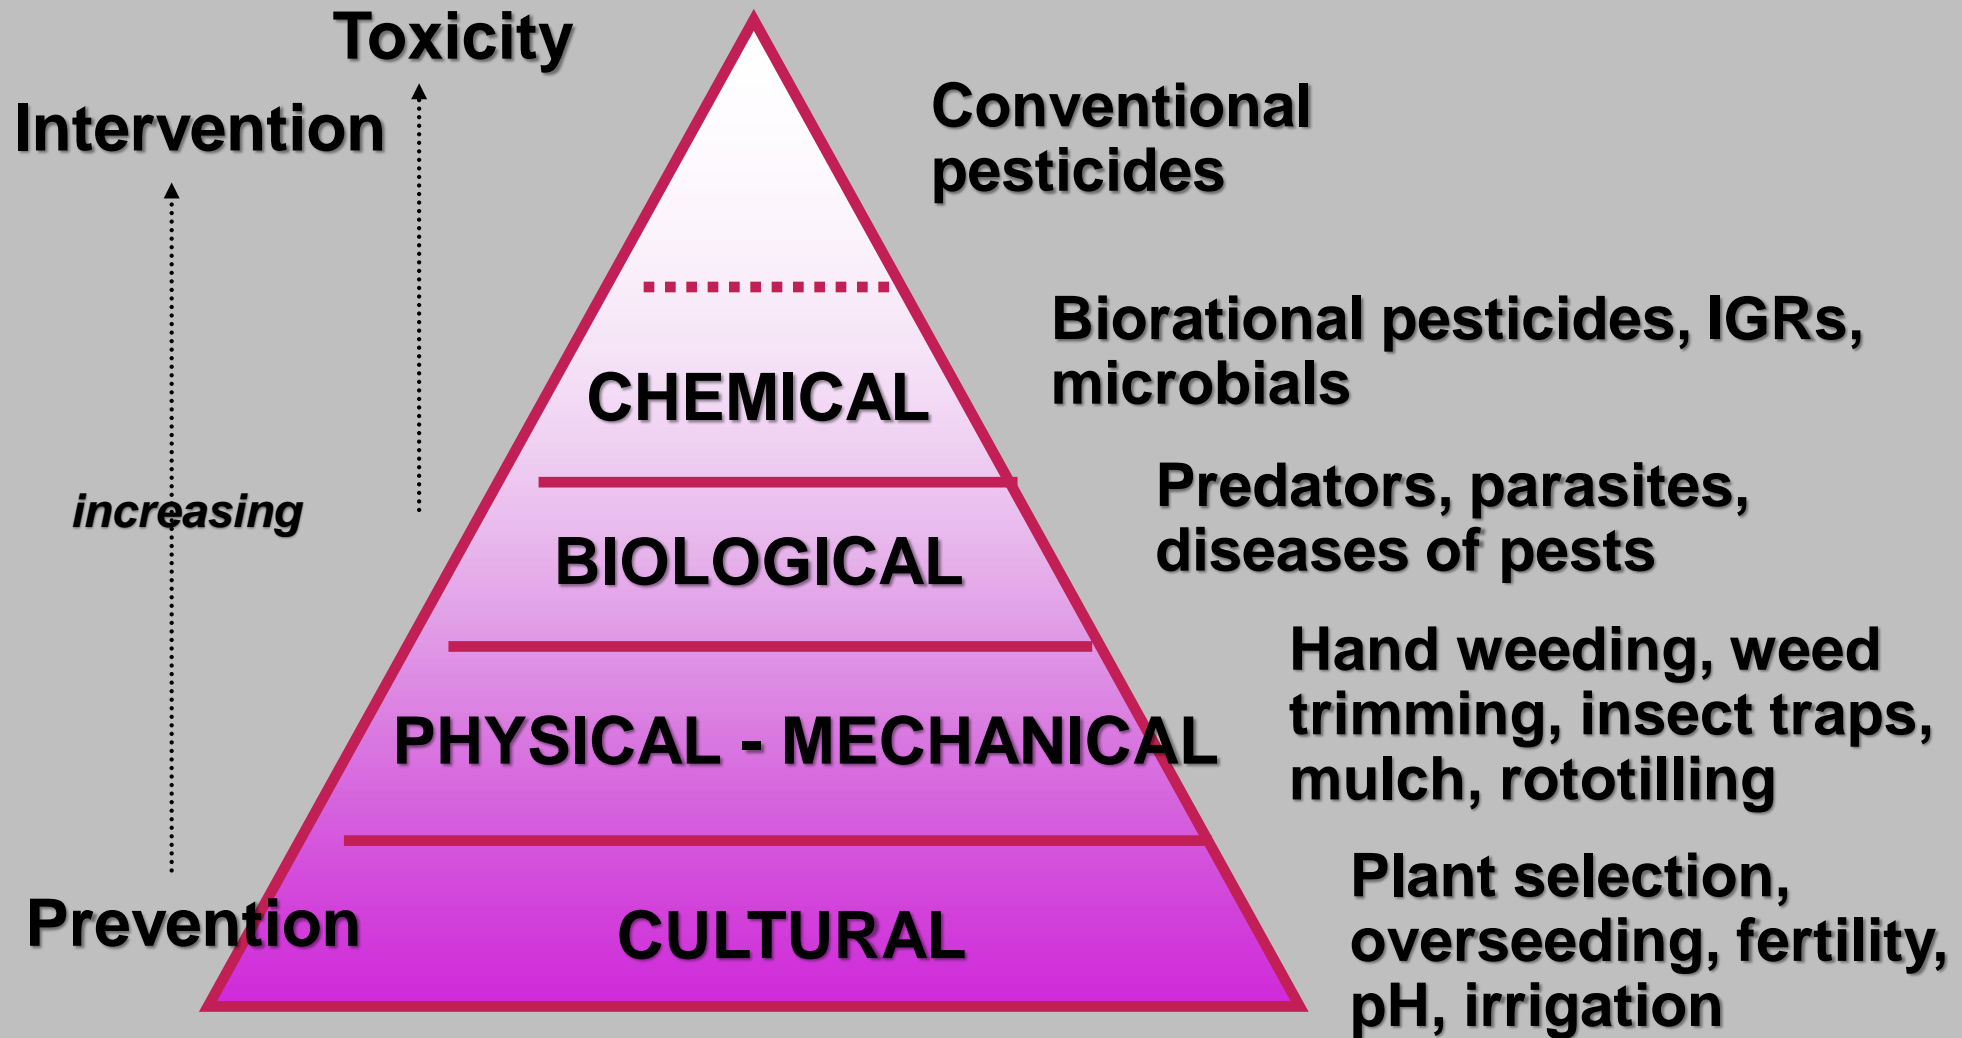 Toxicity
Intervention
increasing
Prevention
Conventional
pesticides
CHEMICAL
Biorational pesticides, IGRs,
microbials
BIOLOGICAL
Predators, parasites,
diseases of pests
PHYSICAL - MECHANICAL
Hand weeding, weed
trimming, insect traps,
mulch, rototilling
CULTURAL
Plant selection,
overseeding, fertility,
pH, irrigation